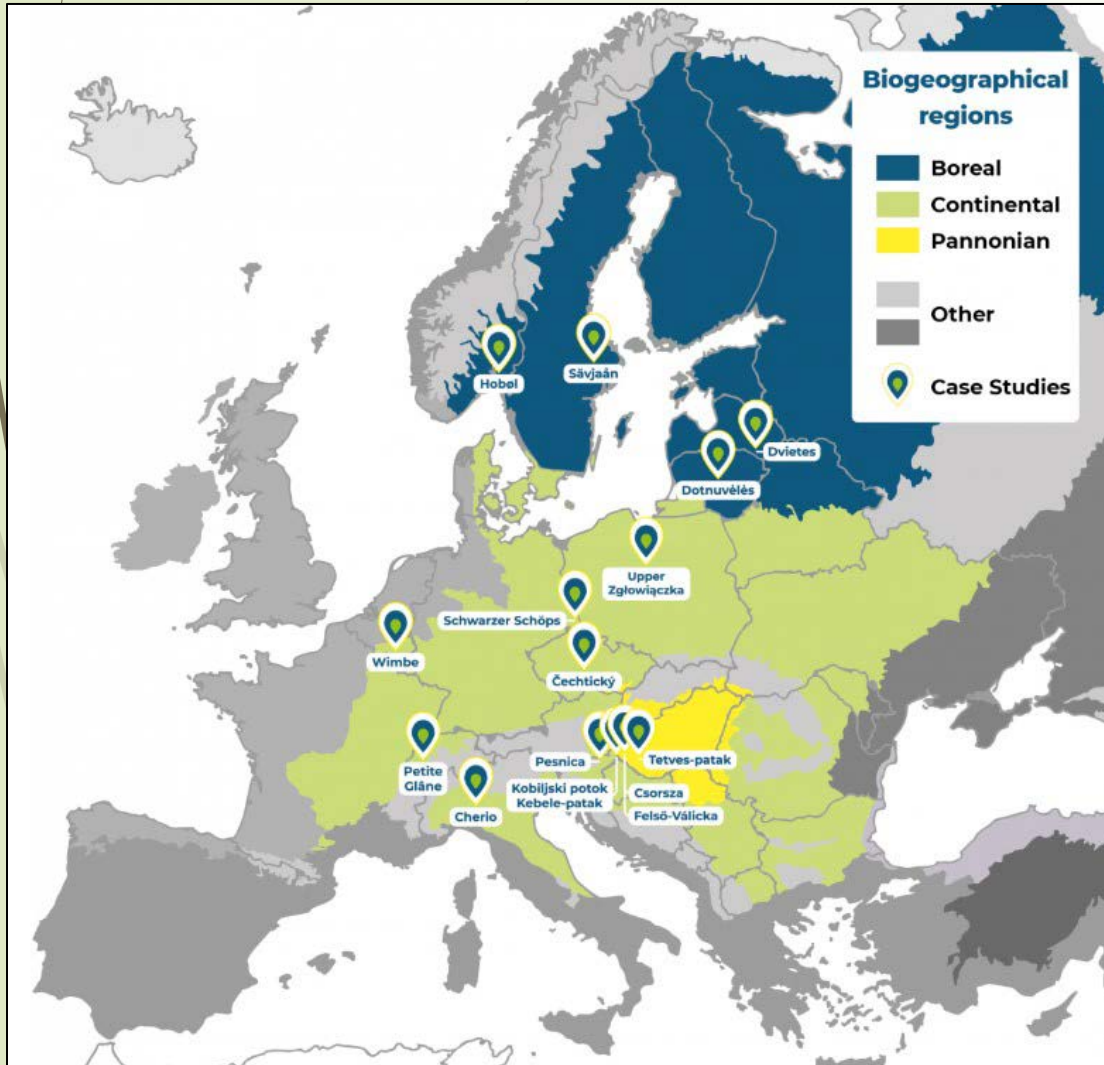 Biogeographical
regions
Boreal
Continental
Pannonian
Other
Case Studies
Hobøl
Sävjaån
Dvietes
Dotnuvėlės
Upper
Zgłowiączka
Schwarzer Schöps
Wimbe
Čechtický
Petite
Glâne
Cherio
Pesnica
Kobiljski potok
Kebele-patak
Tetves-patak
Csorsza
Felső-Válicka